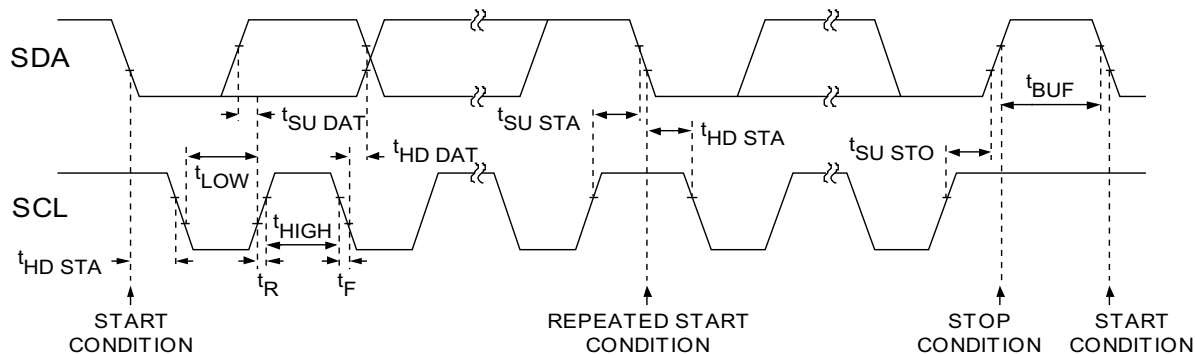 SDA
tSU DAT
tHD DAT
tSU STA
tHD STA
tBUF
tSU STO
tLOW
SCL
tHIGH
tHD STA
tR
tF
START
CONDITION
REPEATED START
CONDITION
STOP
CONDITION
START
CONDITION